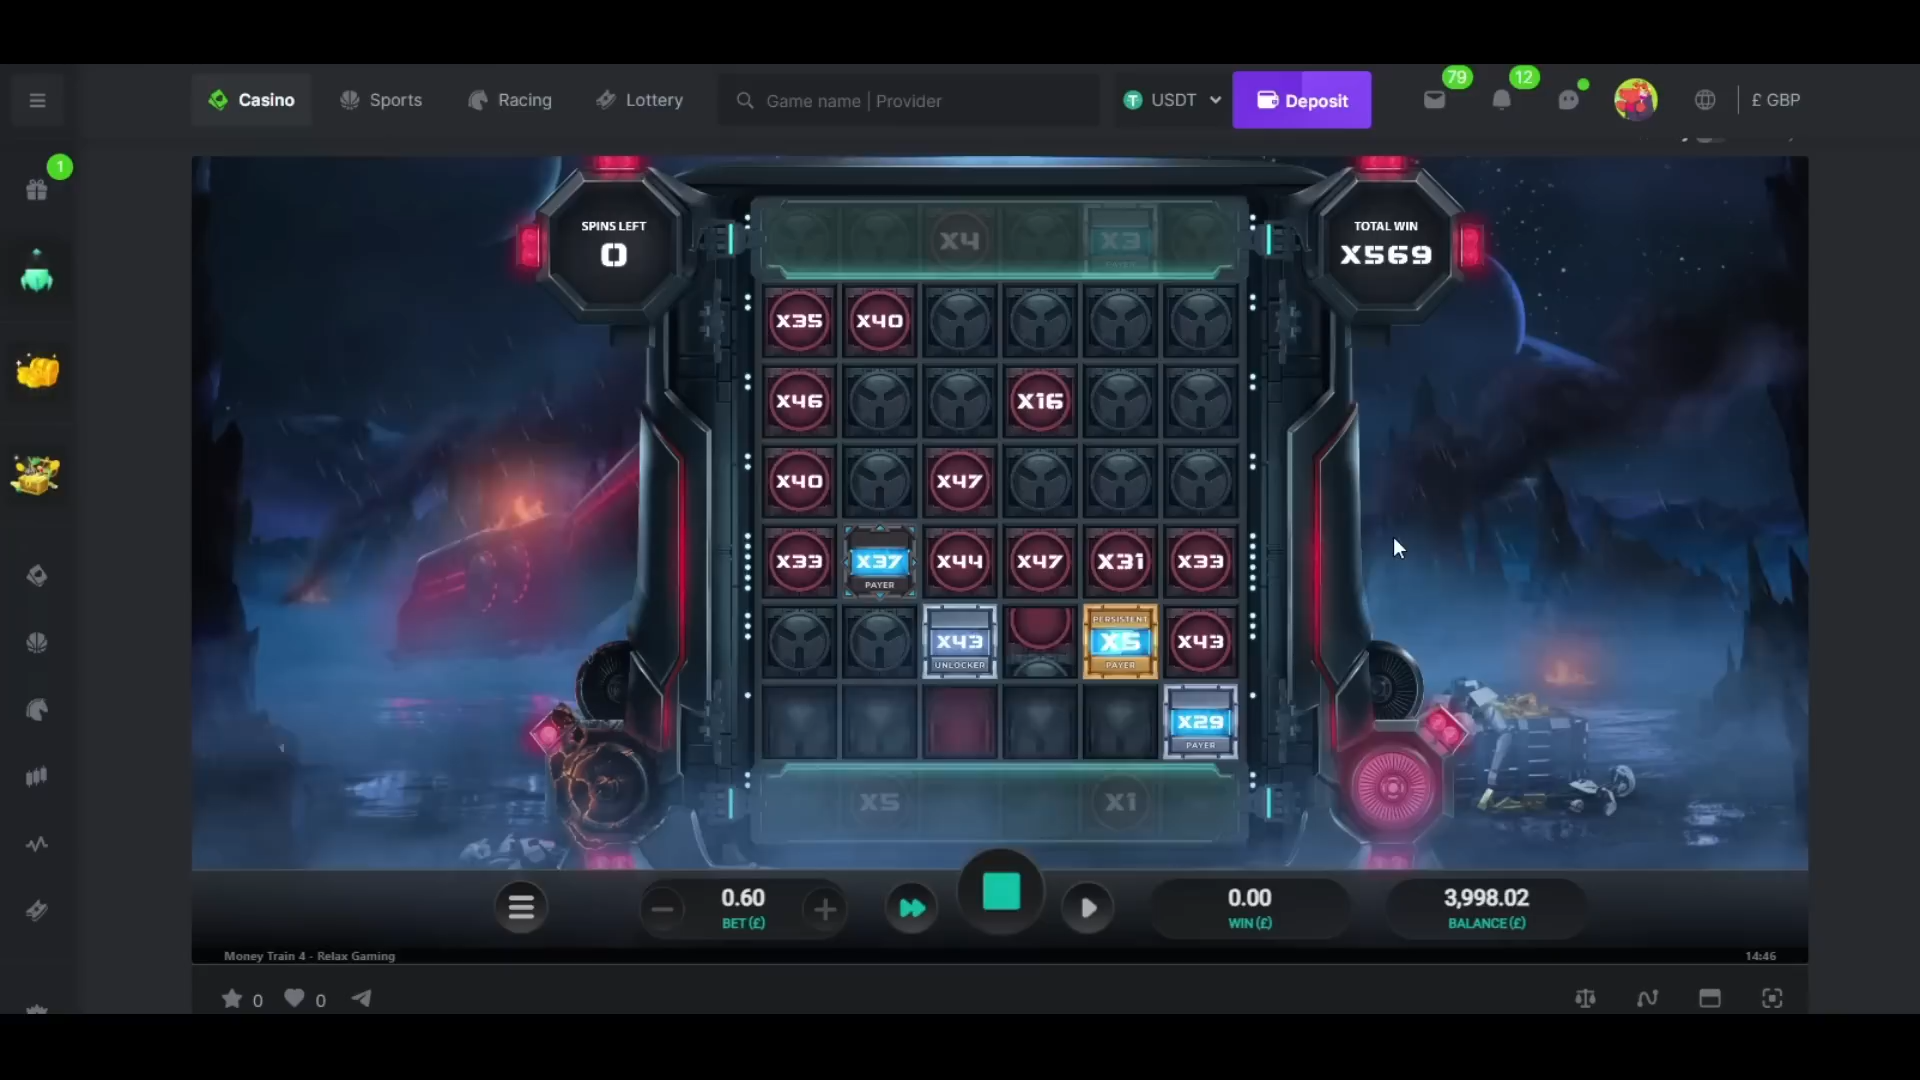 Casino
Sports
Racing
Lottery
Game name | Provider
USDT
Deposit
79
12
£ GBP
1
SPINS LEFT
0
TOTAL WIN
X569
X4
X3
X35
X40
X46
X16
X40
X47
X33
X37
PAYER
X44
X47
X31
X33
X43
UNLOCKER
PERSISTENT
X5
PAYER
X43
X29
PAYER
X5
X1
0.60
BET (£)
0.00
WIN (£)
3,998.02
BALANCE (£)
Money Train 4 - Relax Gaming
14:46
0
0